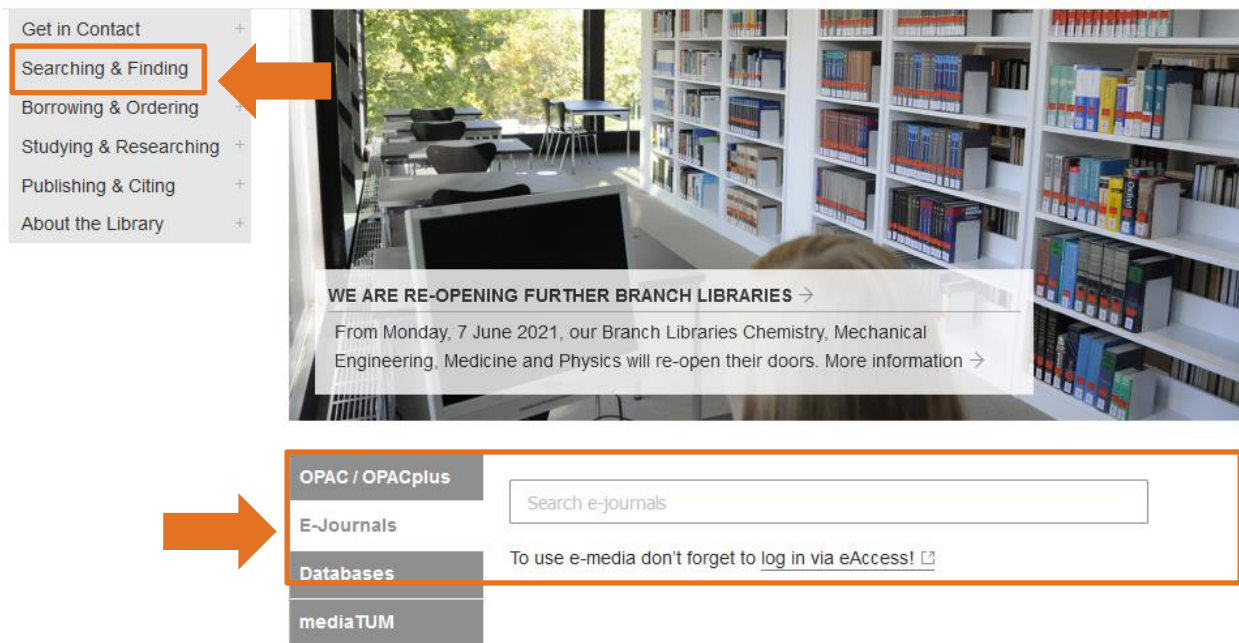 Get in Contact +
Searching & Finding
Borrowing & Ordering +
Studying & Researching +
Publishing & Citing +
About the Library +
WE ARE RE-OPENING FURTHER BRANCH LIBRARIES →
From Monday, 7 June 2021, our Branch Libraries Chemistry, Mechanical
Engineering, Medicine and Physics will re-open their doors. More information →
OPAC / OPACplus
Search e-journals
E-Journals
To use e-media don't forget to log in via eAccess!
Databases
mediaTUM